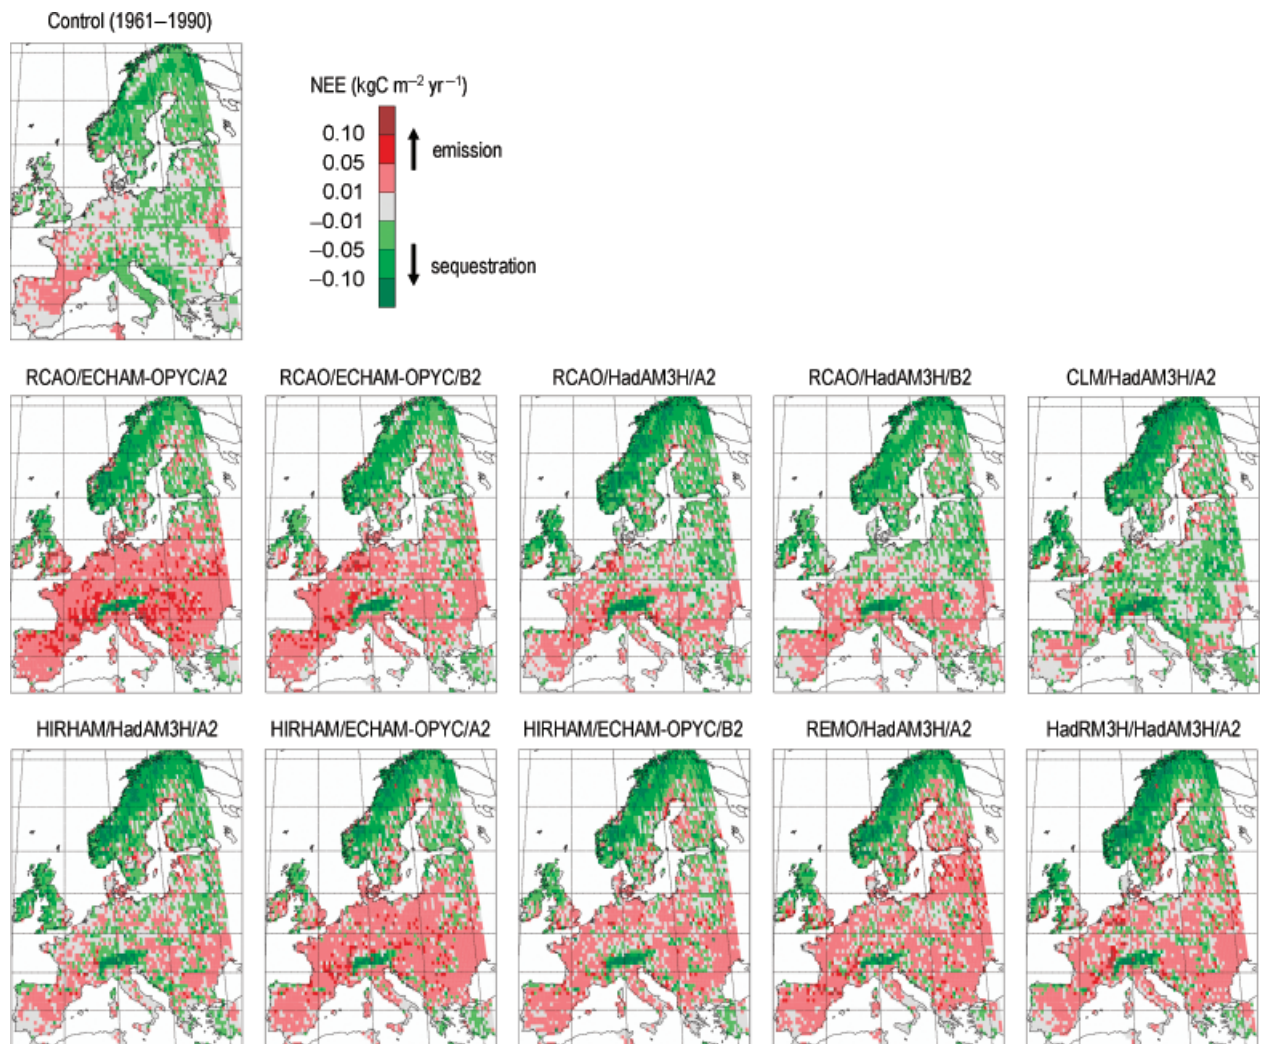 Control (1961–1990)
NEE (kgC m−2 yr−1)
0.10
0.05
0.01
−0.01
−0.05
−0.10
emission
sequestration
RCAO/ECHAM-OPYC/A2
RCAO/ECHAM-OPYC/B2
RCAO/HadAM3H/A2
RCAO/HadAM3H/B2
CLM/HadAM3H/A2
HIRHAM/HadAM3H/A2
HIRHAM/ECHAM-OPYC/A2
HIRHAM/ECHAM-OPYC/B2
REMO/HadAM3H/A2
HadRM3H/HadAM3H/A2